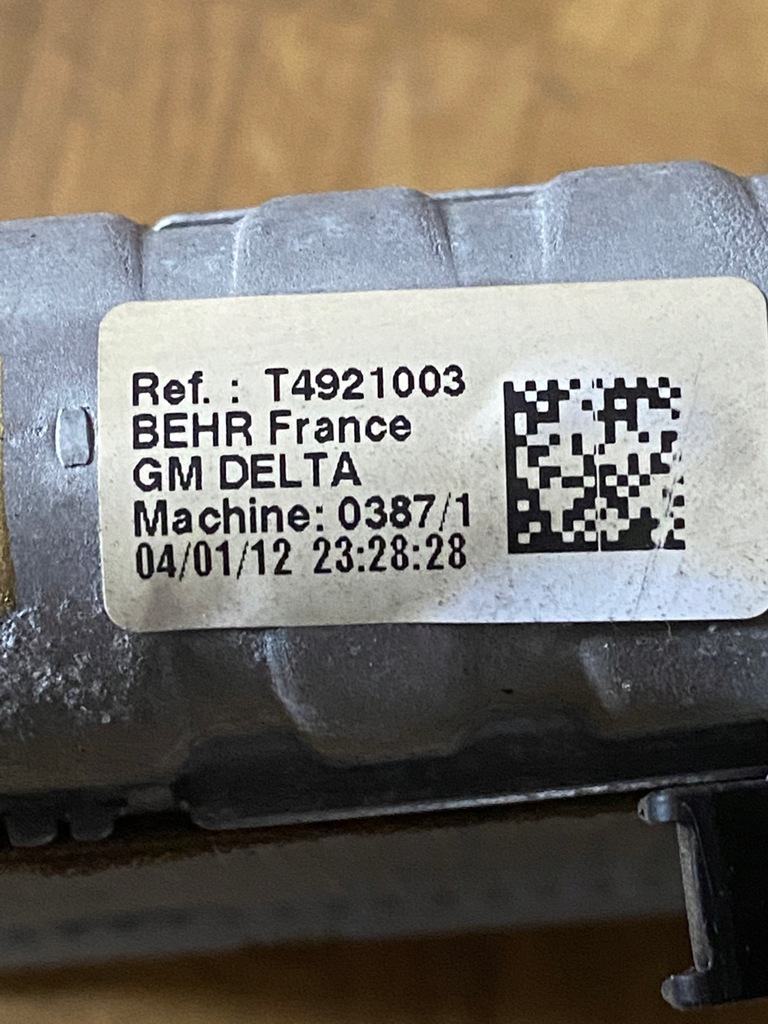 Ref. : T4921003
BEHR France
GM DELTA
Machine: 0387/1
04/01/12 23:28:28